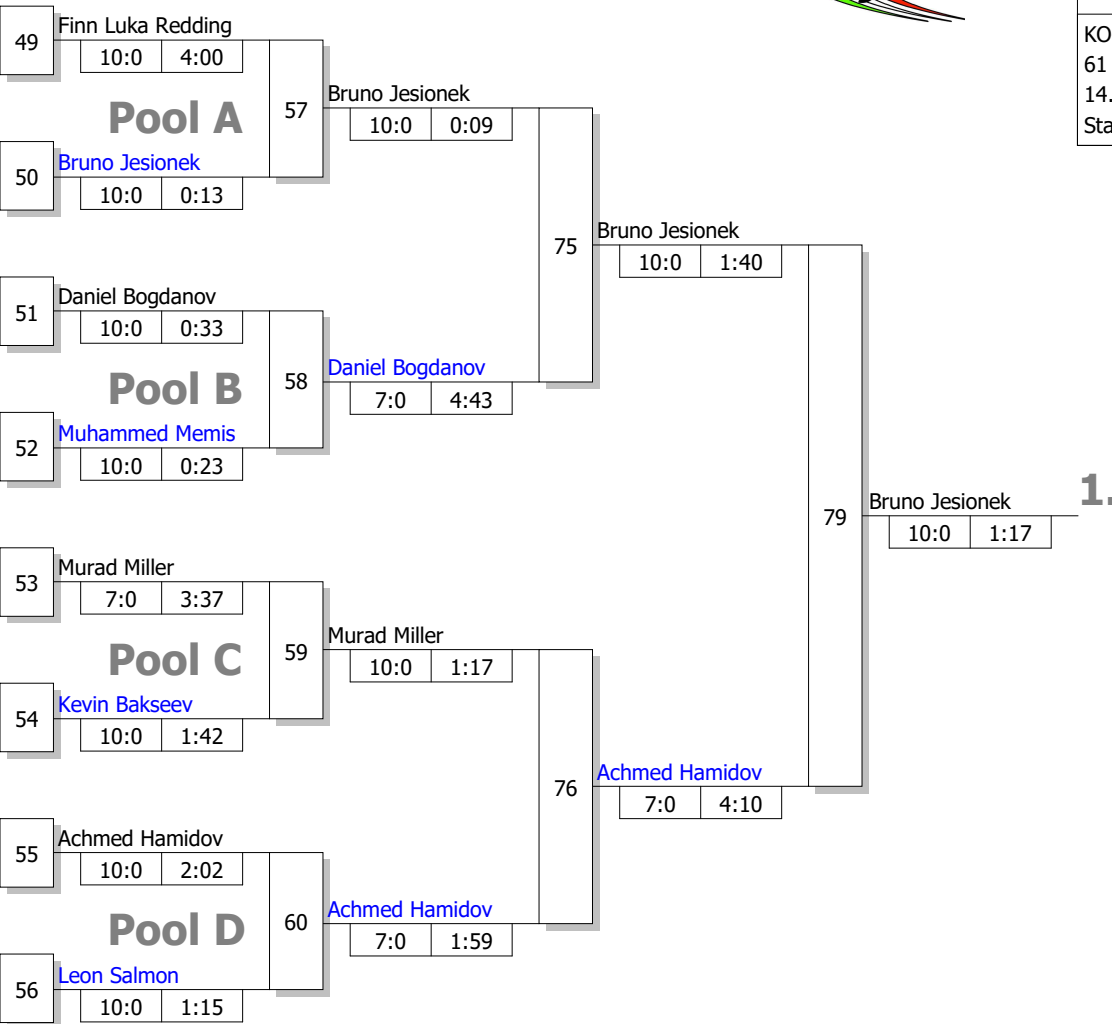 49
Finn Luka Redding
10:0 4:00
Pool A
50
Bruno Jesionek
10:0 0:13
57
Bruno Jesionek
10:0 0:09
51
Daniel Bogdanov
10:0 0:33
Pool B
52
Muhammed Memis
10:0 0:23
58
Daniel Bogdanov
7:0 4:43
75
Bruno Jesionek
10:0 1:40
53
Murad Miller
7:0 3:37
Pool C
54
Kevin Bakseev
10:0 1:42
59
Murad Miller
10:0 1:17
55
Achmed Hamidov
10:0 2:02
Pool D
56
Leon Salmon
10:0 1:15
60
Achmed Hamidov
7:0 1:59
76
Achmed Hamidov
7:0 4:10
79
Bruno Jesionek
10:0 1:17
1.
KO
61
14.
Sta